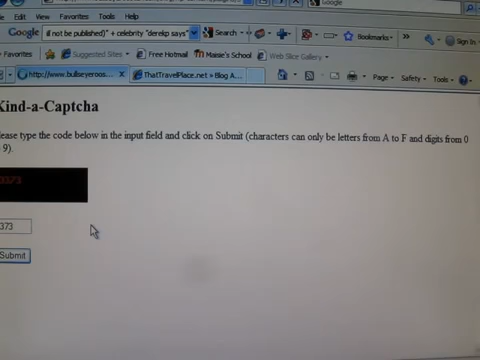 Edit View Favorites Tools Help
Google ill not be published)" + celebrity "derekp says" Search Bookmarks Sign In
Favorites Suggested Sites Free Hotmail Maisie's School Web Slice Gallery
http://www.bullseyeroos... ThatTravelPlace.net » Blog A... Page Safety Tools
Kind-a-Captcha
ease type the code below in the input field and click on Submit (characters can only be letters from A to F and digits from 0
9).
373
Submit